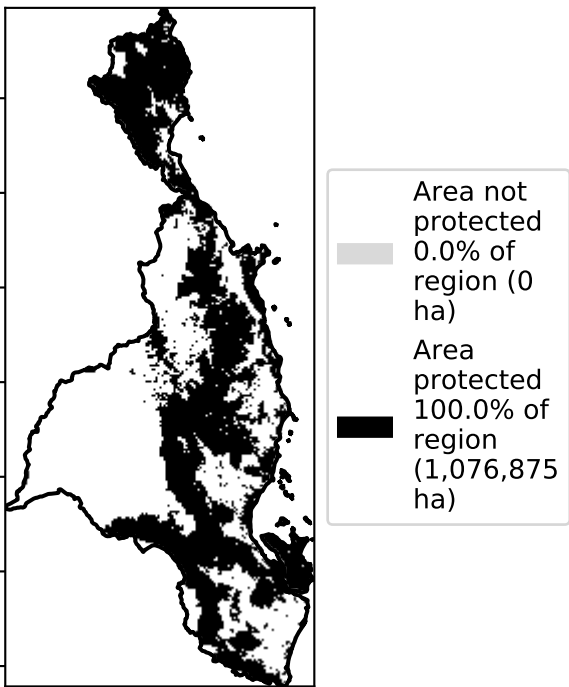 Area not
protected
0.0% of
region (0
ha)
Area
protected
100.0% of
region
(1,076,875
ha)